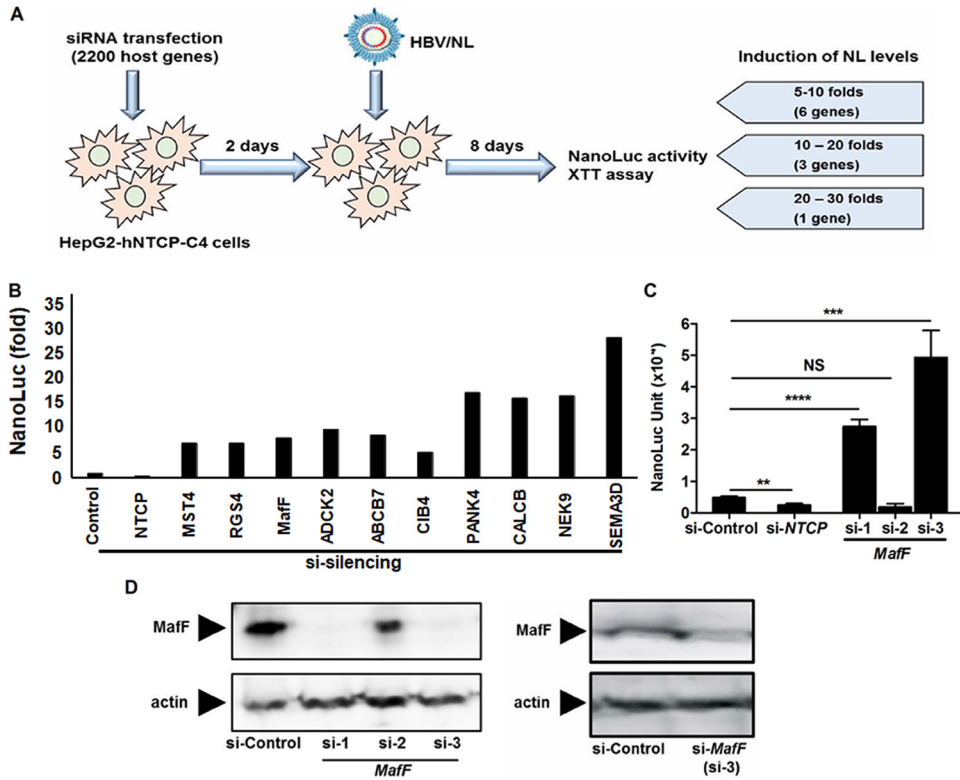 A
siRNA transfection
(2200 host genes)
HBV/NL
2 days
8 days
HepG2-hNTCP-C4 cells
NanoLuc activity
XTT assay
Induction of NL levels
5-10 folds
(6 genes)
10 – 20 folds
(3 genes)
20 – 30 folds
(1 gene)
B
NanoLuc (fold)
35
30
25
20
15
10
5
0
Control
NTCP
MST4
RGS4
MafF
ADCK2
ABCB7
CIB4
PANK4
CALCB
NEK9
SEMA3D
si-silencing
C
NanoLuc Unit
6
5
4
3
2
1
0
***
NS
****
**
si-Control
si-NTCP
si-1
si-2
si-3
MafF
D
MafF
actin
si-Control
si-1
si-2
si-3
MafF
MafF
actin
si-Control
si-MafF
(si-3)